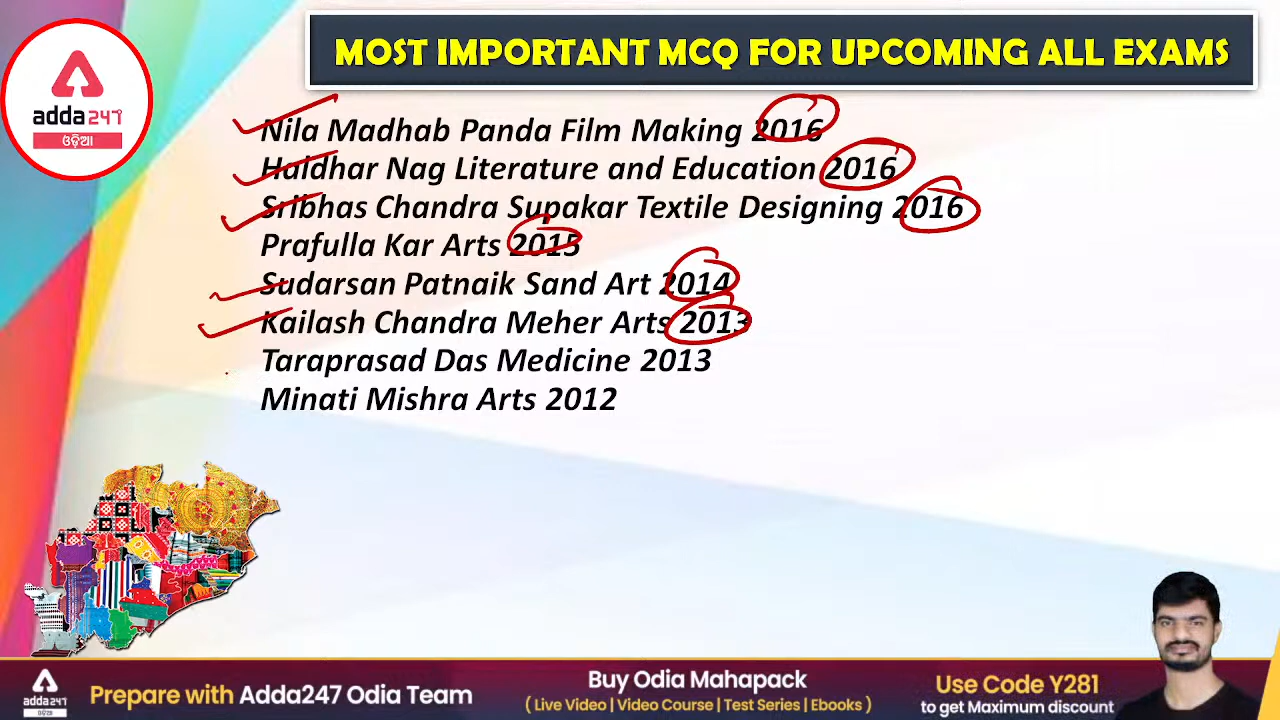 MOST IMPORTANT MCQ FOR UPCOMING ALL EXAMS
adda247
ଓଡ଼ିଆ
Nila Madhab Panda Film Making 2016
Haldhar Nag Literature and Education 2016
Sribhas Chandra Supakar Textile Designing 2016
Prafulla Kar Arts 2015
Sudarsan Patnaik Sand Art 2014
Kailash Chandra Meher Arts 2013
Taraprasad Das Medicine 2013
Minati Mishra Arts 2012
adda247
ଓଡ଼ିଆ
Prepare with Adda247 Odia Team
Buy Odia Mahapack
( Live Video | Video Course | Test Series | Ebooks )
Use Code Y281
to get Maximum discount